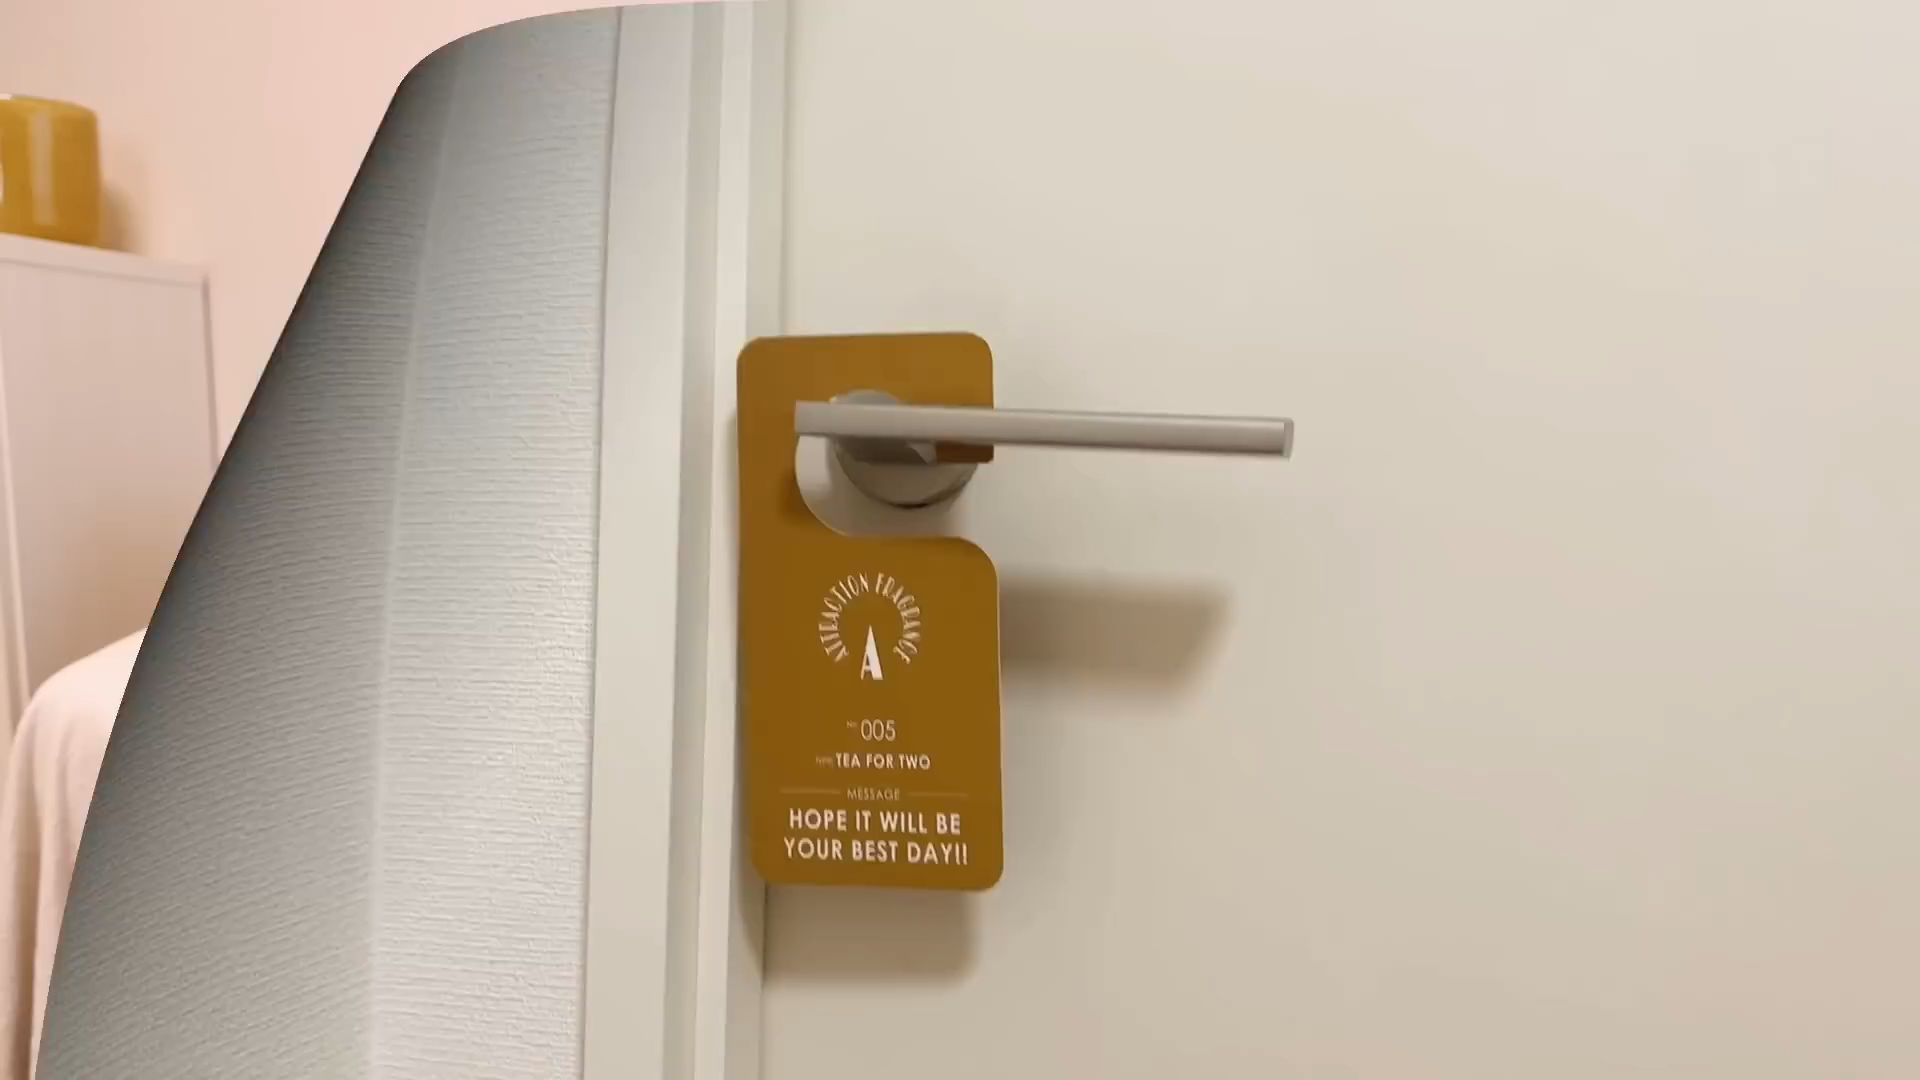 ATTRACTION FRAGRANCE
A
005
TEA FOR TWO
MESSAGE
HOPE IT WILL BE
YOUR BEST DAY!!